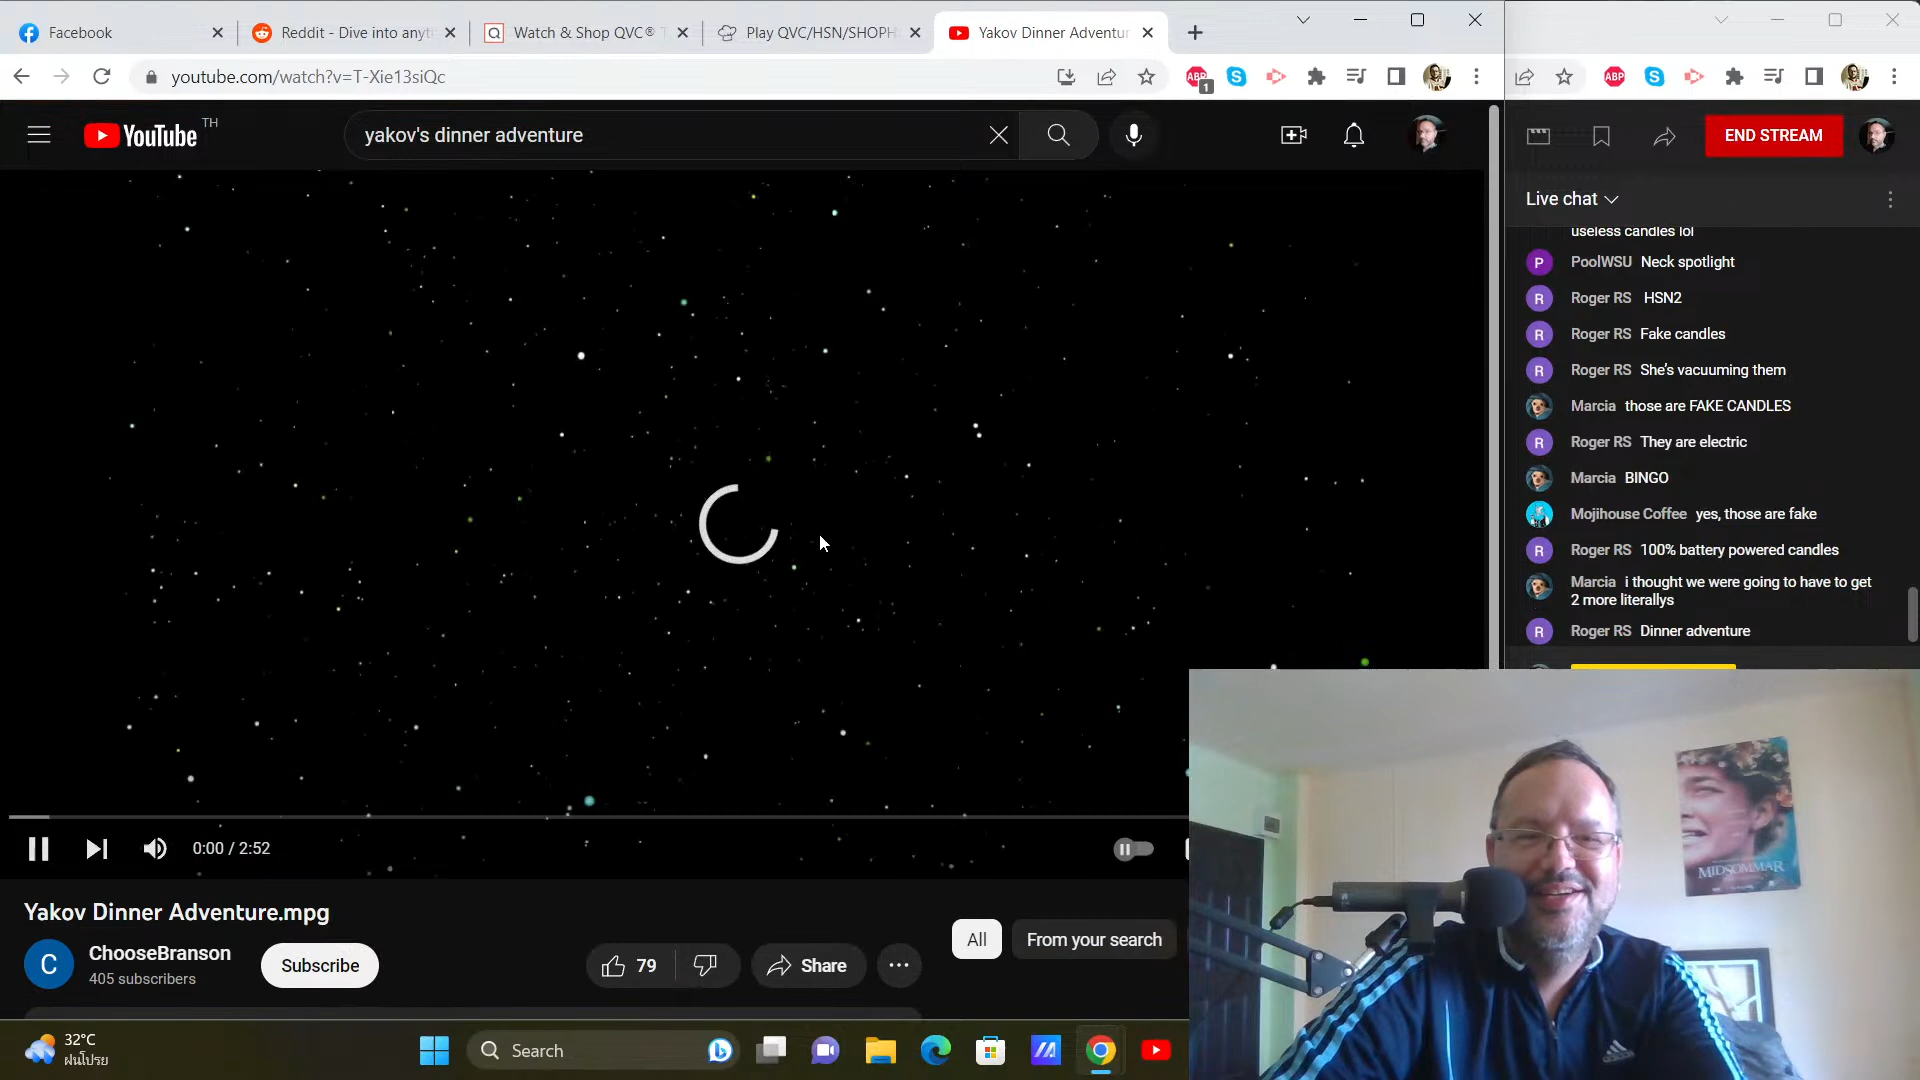 Facebook
Reddit - Dive into anyt
Watch & Shop QVC® T
Play QVC/HSN/SHOPH
Yakov Dinner Adventur
youtube.com/watch?v=T-Xie13siQc
ABP
1
ABP
YouTube
TH
yakov's dinner adventure
END STREAM
Live chat
useless candles lol
P PoolWSU Neck spotlight
R Roger RS HSN2
R Roger RS Fake candles
R Roger RS She's vacuuming them
Marcia those are FAKE CANDLES
R Roger RS They are electric
Marcia BINGO
Mojihouse Coffee yes, those are fake
R Roger RS 100% battery powered candles
Marcia i thought we were going to have to get
2 more literallys
R Roger RS Dinner adventure
0:00 / 2:52
Yakov Dinner Adventure.mpg
C
ChooseBranson
405 subscribers
Subscribe
79
Share
All
From your search
MIDSOMMAR
32°C
ฝนโปรย
Search